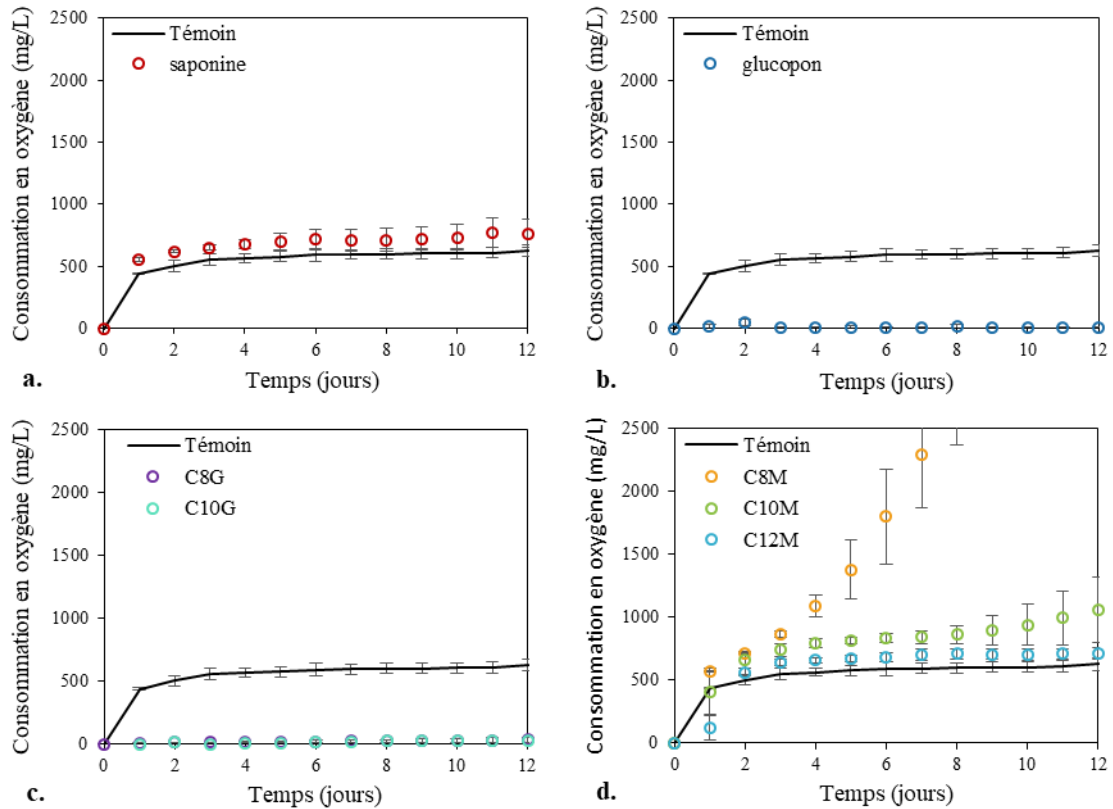 Consommation en oxygène (mg/L)
2500
2000
1500
1000
500
0
Témoin
saponine
0 2 4 6 8 10 12
Temps (jours)
a.
Consommation en oxygène (mg/L)
2500
2000
1500
1000
500
0
Témoin
glucopon
0 2 4 6 8 10 12
Temps (jours)
b.
Consommation en oxygène (mg/L)
2500
2000
1500
1000
500
0
Témoin
C8G
C10G
0 2 4 6 8 10 12
Temps (jours)
c.
Consommation en oxygène (mg/L)
2500
2000
1500
1000
500
0
Témoin
C8M
C10M
C12M
0 2 4 6 8 10 12
Temps (jours)
d.